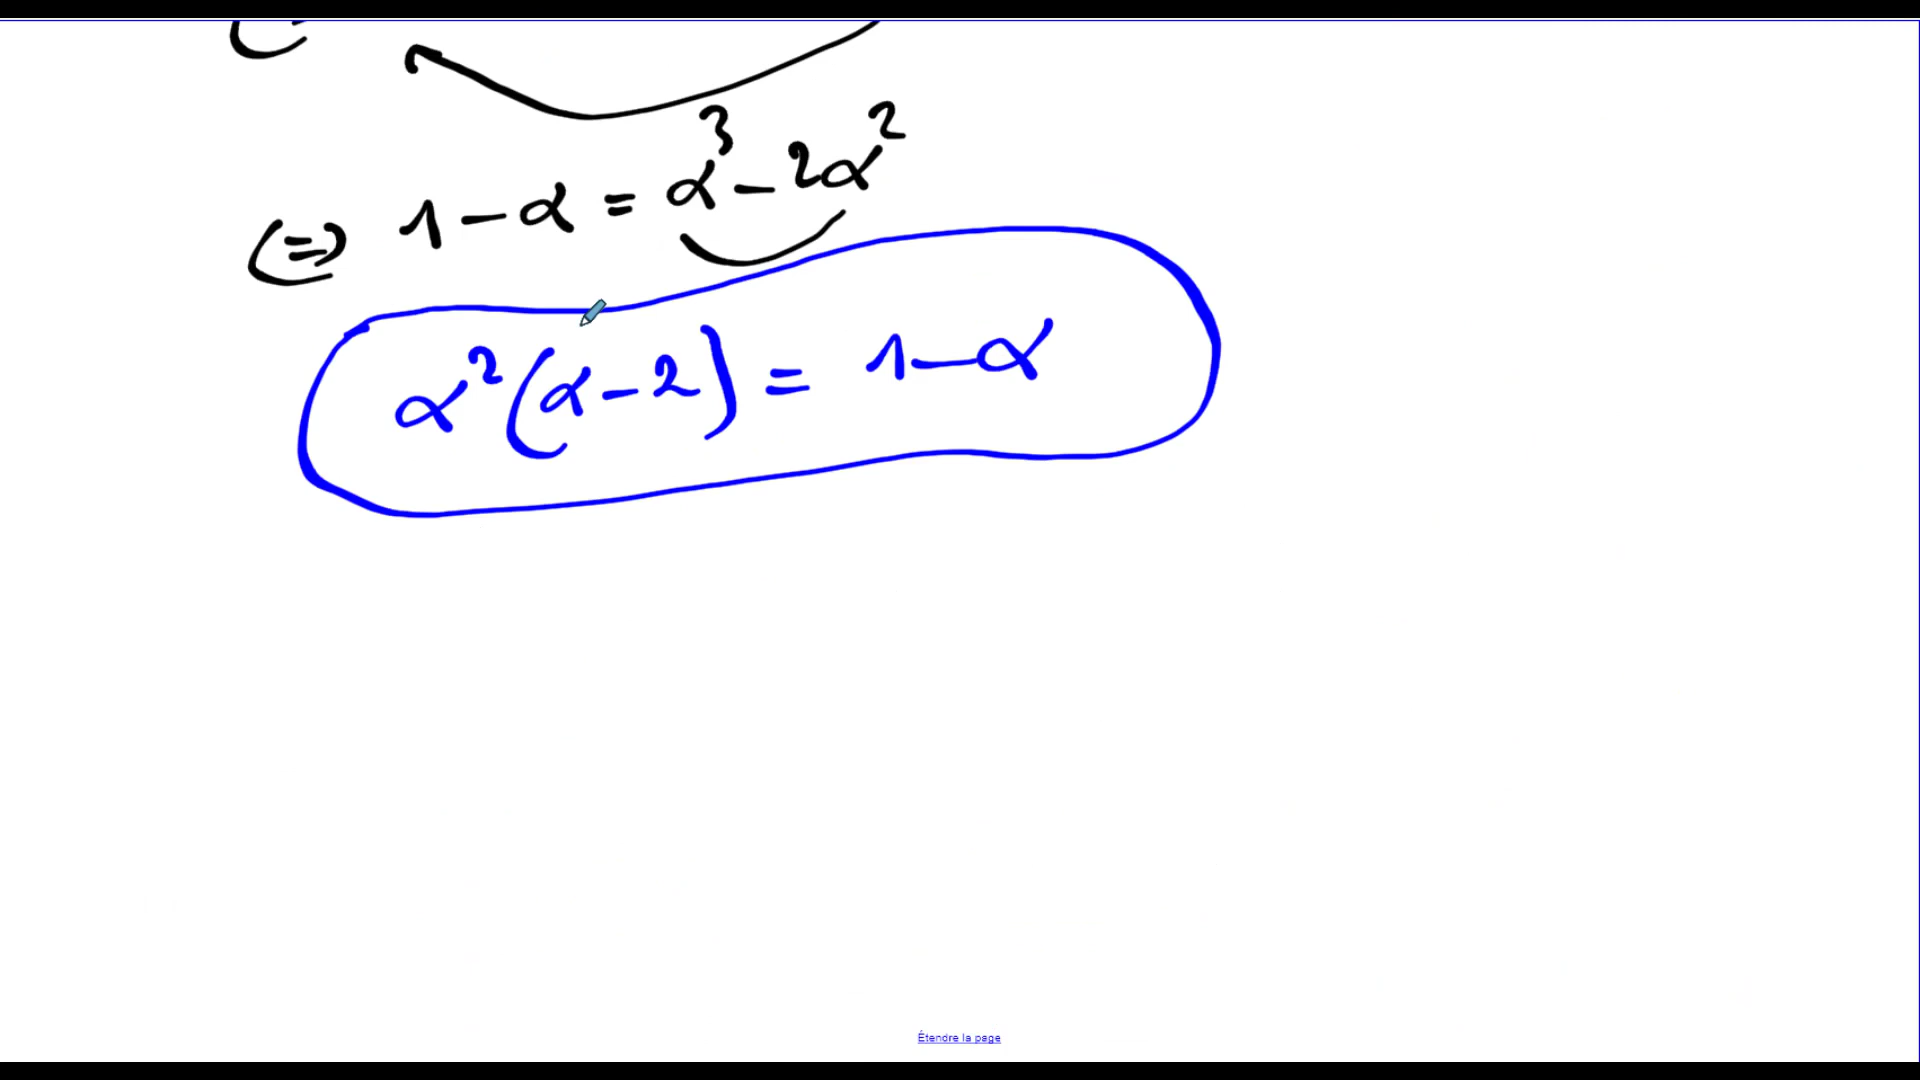 (=) 1 - α = α³ - 2α²
α²(α - 2) = 1 - α
Étendre la page